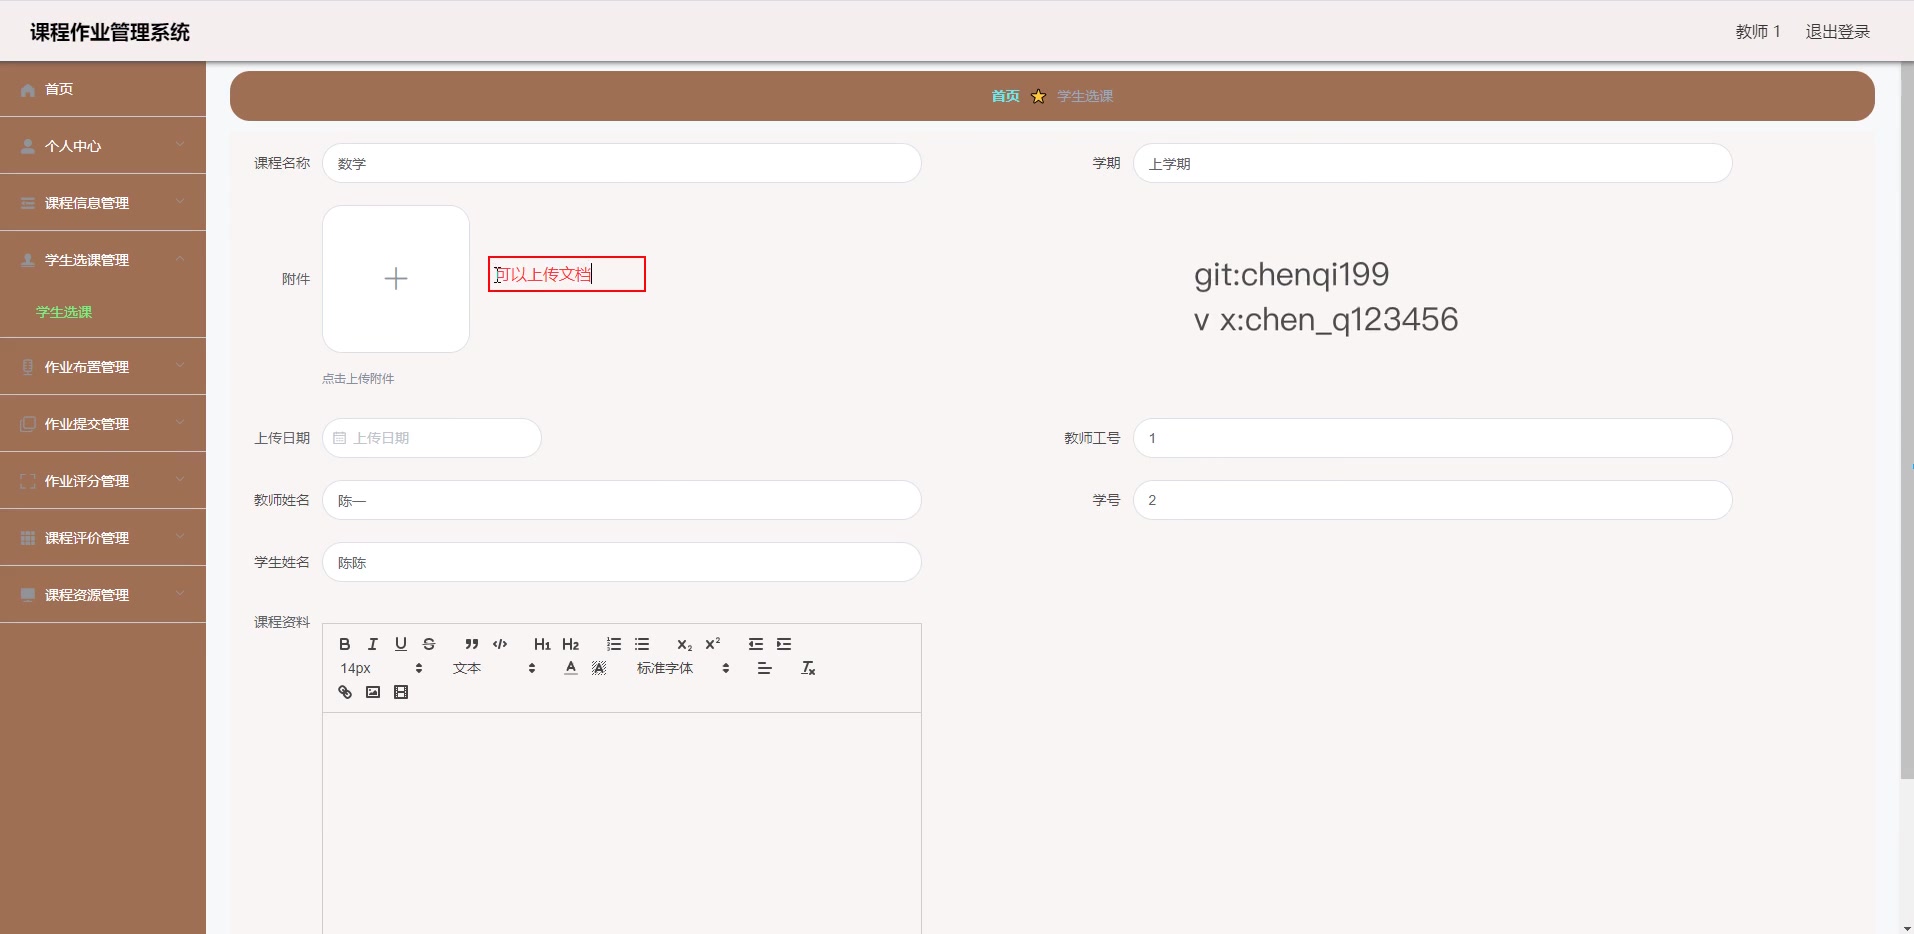 课程作业管理系统
教师 1 退出登录
首页
个人中心
课程信息管理
学生选课管理
学生选课
作业布置管理
作业提交管理
作业评分管理
课程评价管理
课程资源管理
首页 学生选课
课程名称 数学 学期 上学期
附件
可以上传文档
git:chenqi199
v x:chen_q123456
点击上传附件
上传日期 上传日期 教师工号 1
教师姓名 陈一 学号 2
学生姓名 陈陈
课程资料
B I U S H1 H2 x₂ x²
14px 文本 A A 标准字体 Tx